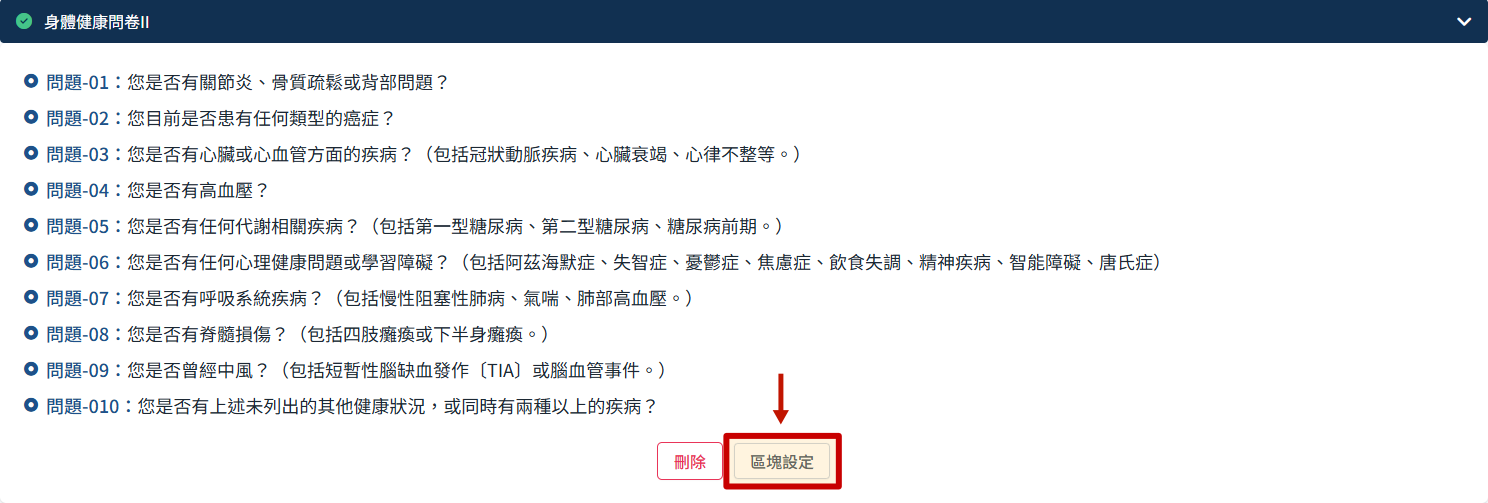 身體健康問卷II
問題-01：您是否有關節炎、骨質疏鬆或背部問題？
問題-02：您目前是否患有任何類型的癌症？
問題-03：您是否有心臟或心血管方面的疾病？（包括冠狀動脈疾病、心臟衰竭、心律不整等。）
問題-04：您是否有高血壓？
問題-05：您是否有任何代謝相關疾病？（包括第一型糖尿病、第二型糖尿病、糖尿病前期。）
問題-06：您是否有任何心理健康問題或學習障礙？（包括阿茲海默症、失智症、憂鬱症、焦慮症、飲食失調、精神疾病、智能障礙、唐氏症）
問題-07：您是否有呼吸系統疾病？（包括慢性阻塞性肺病、氣喘、肺部高血壓。）
問題-08：您是否有脊髓損傷？（包括四肢癱瘓或下半身癱瘓。）
問題-09：您是否曾經中風？（包括短暫性腦缺血發作〔TIA〕或腦血管事件。）
問題-010：您是否有上述未列出的其他健康狀況，或同時有兩種以上的疾病？
刪除 區塊設定